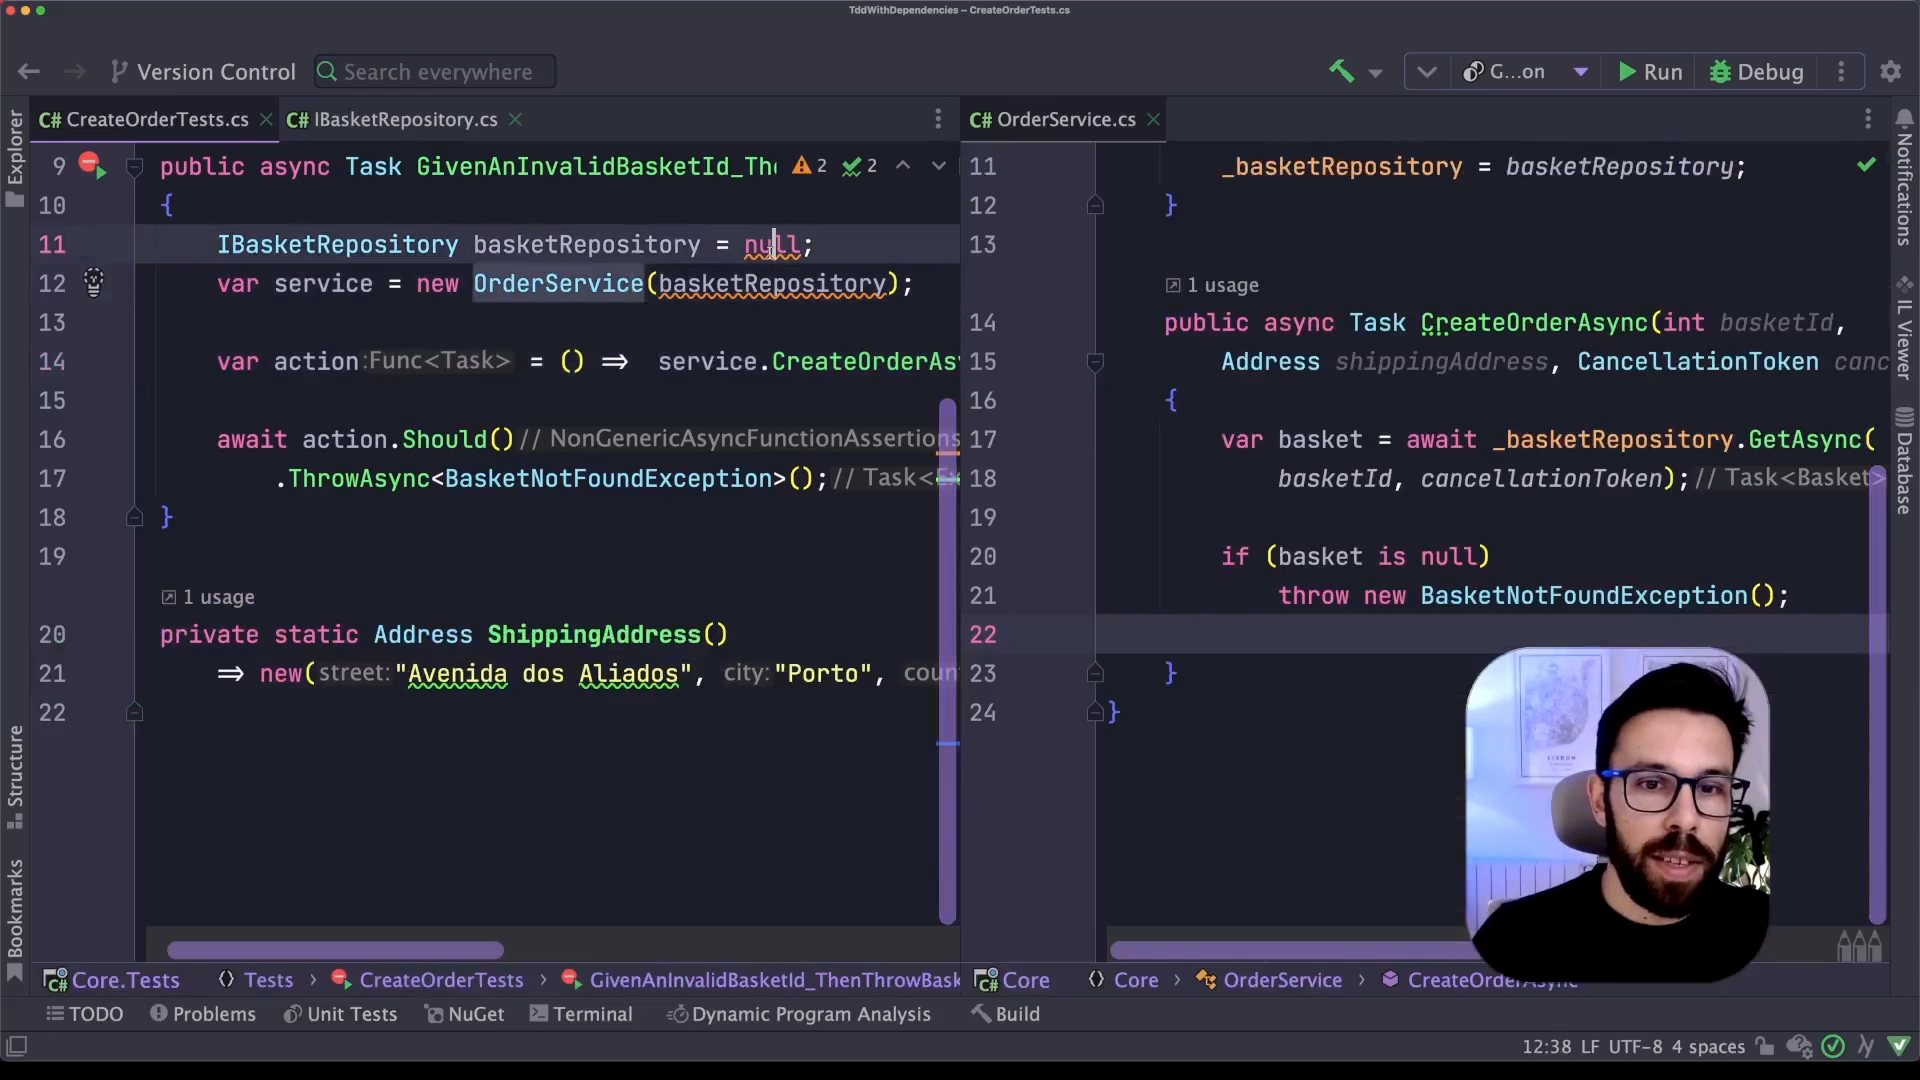 TddWithDependencies – CreateOrderTests.cs
Version Control
Search everywhere
G...on
Run
Debug
C# CreateOrderTests.cs
C# IBasketRepository.cs
C# OrderService.cs
Explorer
Structure
Bookmarks
9 public async Task GivenAnInvalidBasketId_The 2 2
10 {
11 IBasketRepository basketRepository = null;
12 var service = new OrderService(basketRepository);
13
14 var action:Func<Task> = () => service.CreateOrderAs
15
16 await action.Should()// NonGenericAsyncFunctionAssertions
17 .ThrowAsync<BasketNotFoundException>();// Task<Ex
18 }
19
1 usage
20 private static Address ShippingAddress()
21 => new(street:"Avenida dos Aliados", city:"Porto", coun
22
11 _basketRepository = basketRepository;
12 }
13
1 usage
14 public async Task CreateOrderAsync(int basketId,
15 Address shippingAddress, CancellationToken canc
16 {
17 var basket = await _basketRepository.GetAsync(
18 basketId, cancellationToken);// Task<Basket>
19
20 if (basket is null)
21 throw new BasketNotFoundException();
22
23 }
24 }
LISBON
Notifications
IL Viewer
Database
Core.Tests
Tests
CreateOrderTests
GivenAnInvalidBasketId_ThenThrowBask
Core
Core
OrderService
CreateOrderAsync
TODO
Problems
Unit Tests
NuGet
Terminal
Dynamic Program Analysis
Build
12:38 LF UTF-8 4 spaces